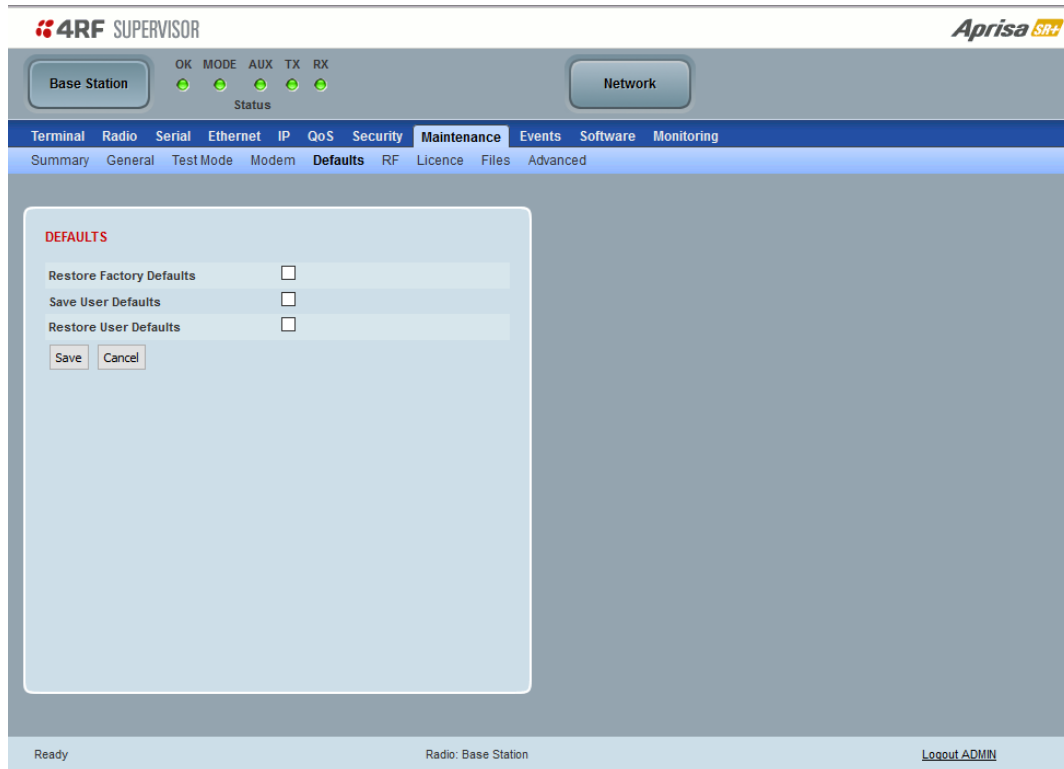 4RF SUPERVISOR
Aprisa SR+
Base Station
OK MODE AUX TX RX
Status
Network
Terminal Radio Serial Ethernet IP QoS Security Maintenance Events Software Monitoring
Summary General Test Mode Modem Defaults RF Licence Files Advanced
DEFAULTS
Restore Factory Defaults
Save User Defaults
Restore User Defaults
Save Cancel
Ready
Radio: Base Station
Logout ADMIN